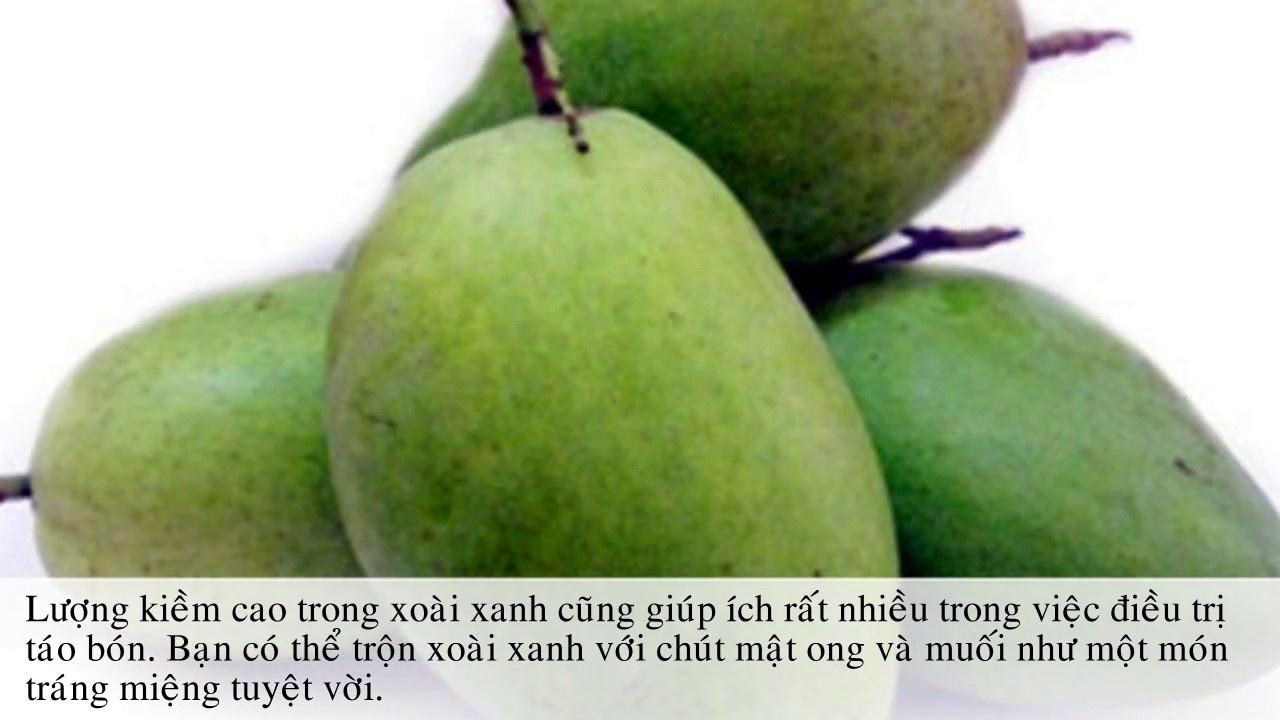 Lượng kiềm cao trong xoài xanh cũng giúp ích rất nhiều trong việc điều trị
táo bón. Bạn có thể trộn xoài xanh với chút mật ong và muối như một món
tráng miệng tuyệt vời.